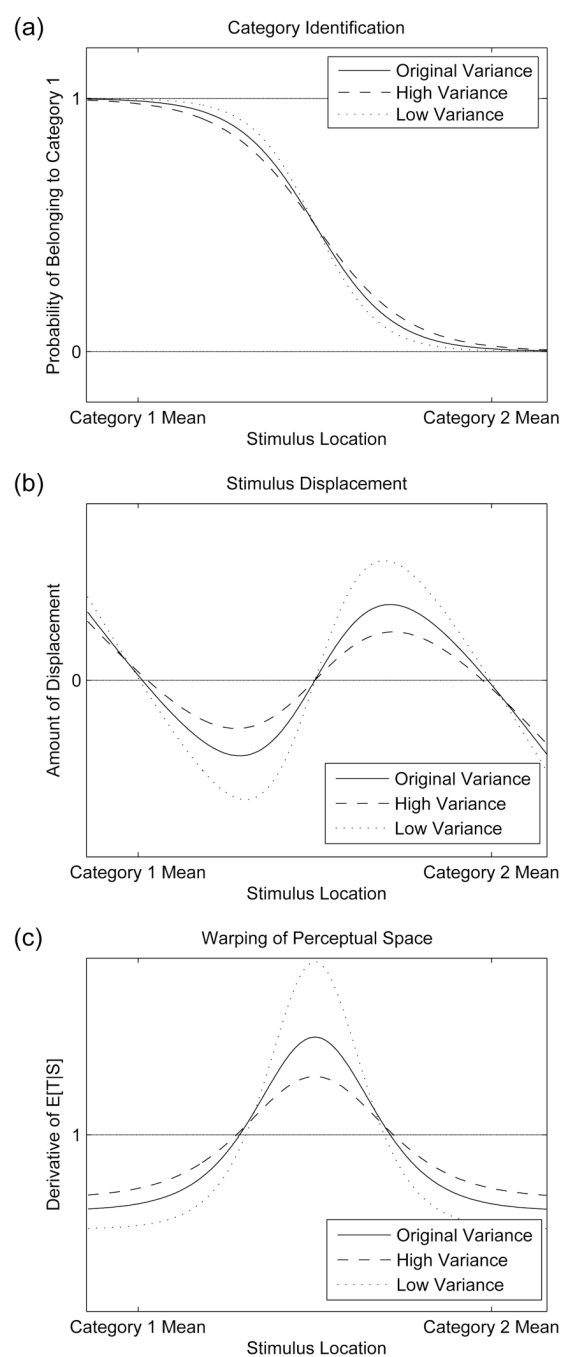 (a)
Category Identification
Probability of Belonging to Category 1
1
0
Original Variance
High Variance
Low Variance
Category 1 Mean
Category 2 Mean
Stimulus Location
(b)
Stimulus Displacement
Amount of Displacement
0
Original Variance
High Variance
Low Variance
Category 1 Mean
Category 2 Mean
Stimulus Location
(c)
Warping of Perceptual Space
Derivative of E[T|S]
1
Original Variance
High Variance
Low Variance
Category 1 Mean
Category 2 Mean
Stimulus Location